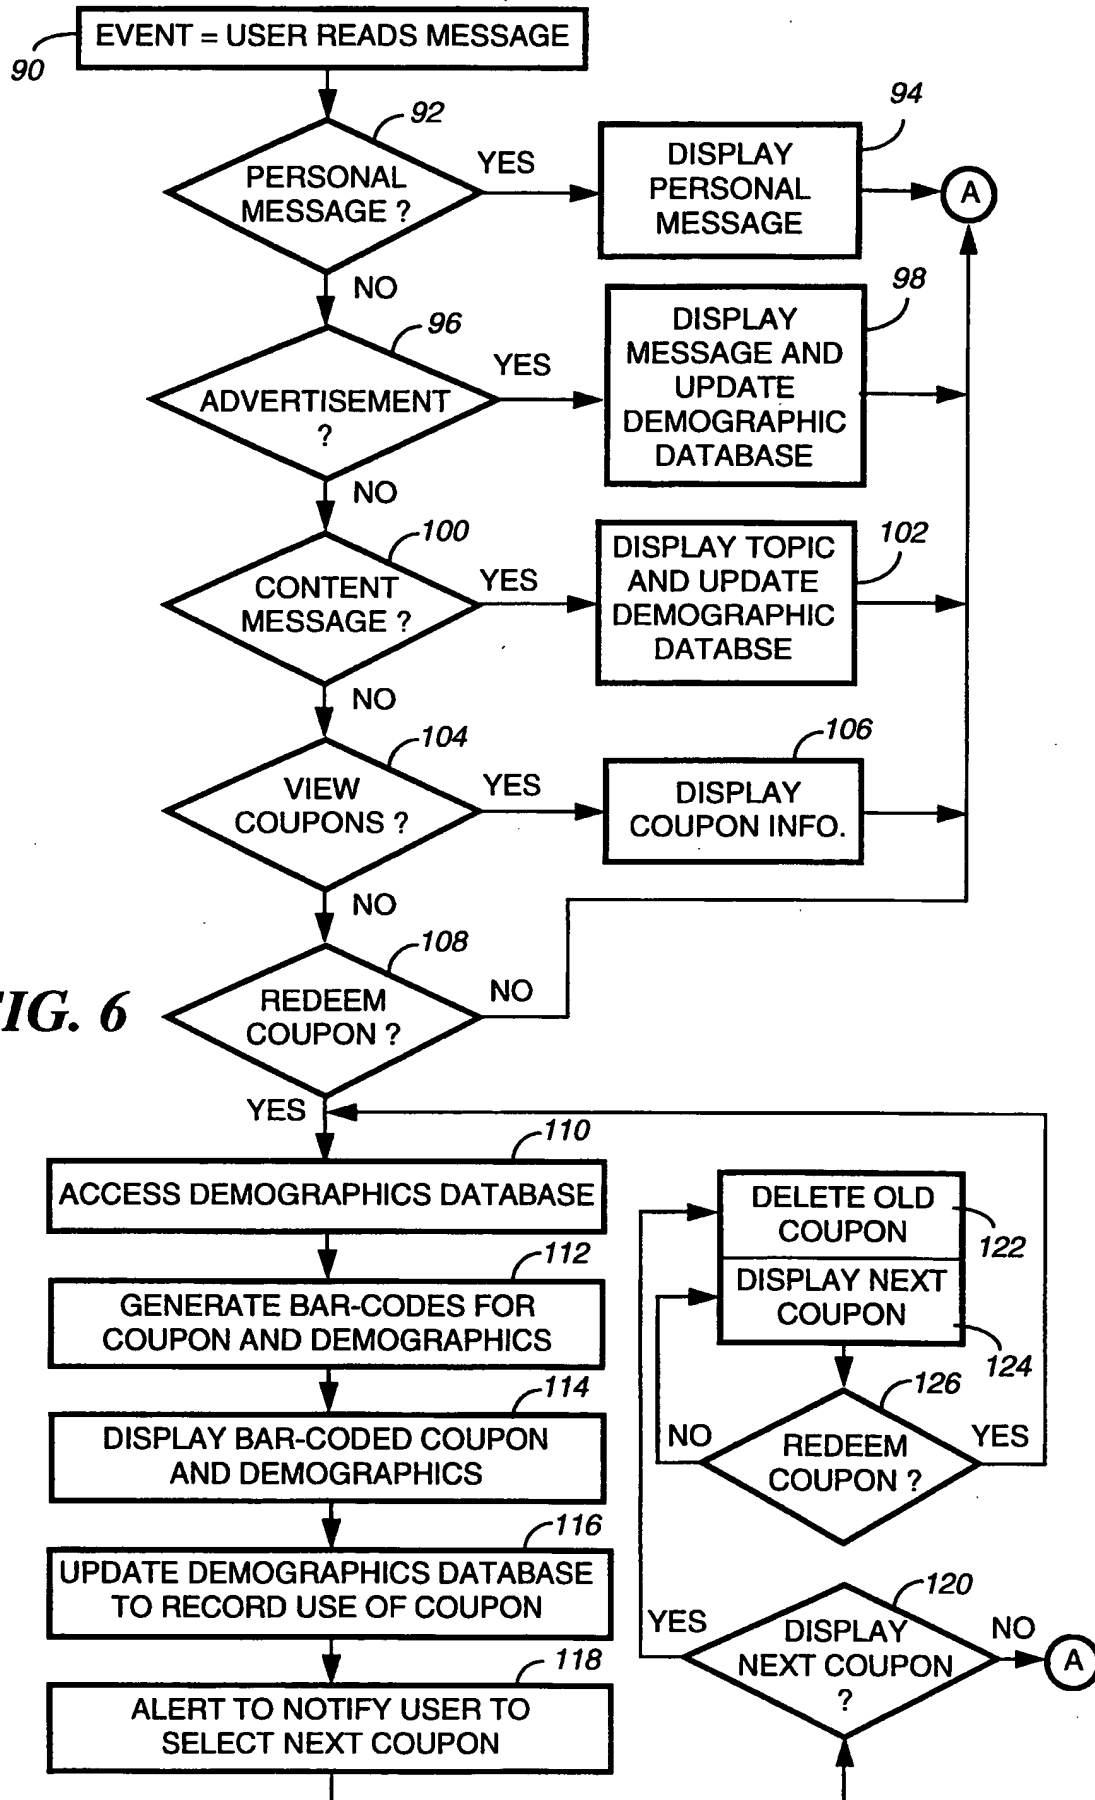 EVENT = USER READS MESSAGE
90
92
PERSONAL
MESSAGE ?
YES
94
DISPLAY
PERSONAL
MESSAGE
A
NO
96
ADVERTISEMENT
?
YES
98
DISPLAY
MESSAGE AND
UPDATE
DEMOGRAPHIC
DATABASE
NO
100
CONTENT
MESSAGE ?
YES
102
DISPLAY TOPIC
AND UPDATE
DEMOGRAPHIC
DATABSE
NO
104
VIEW
COUPONS ?
YES
106
DISPLAY
COUPON INFO.
NO
108
REDEEM
COUPON ?
NO
IG. 6
YES
110
ACCESS DEMOGRAPHICS DATABASE
112
GENERATE BAR-CODES FOR
COUPON AND DEMOGRAPHICS
114
DISPLAY BAR-CODED COUPON
AND DEMOGRAPHICS
116
UPDATE DEMOGRAPHICS DATABASE
TO RECORD USE OF COUPON
118
ALERT TO NOTIFY USER TO
SELECT NEXT COUPON
DELETE OLD
COUPON
122
DISPLAY NEXT
COUPON
124
126
REDEEM
COUPON ?
NO
YES
120
DISPLAY
NEXT COUPON
?
YES
NO
A